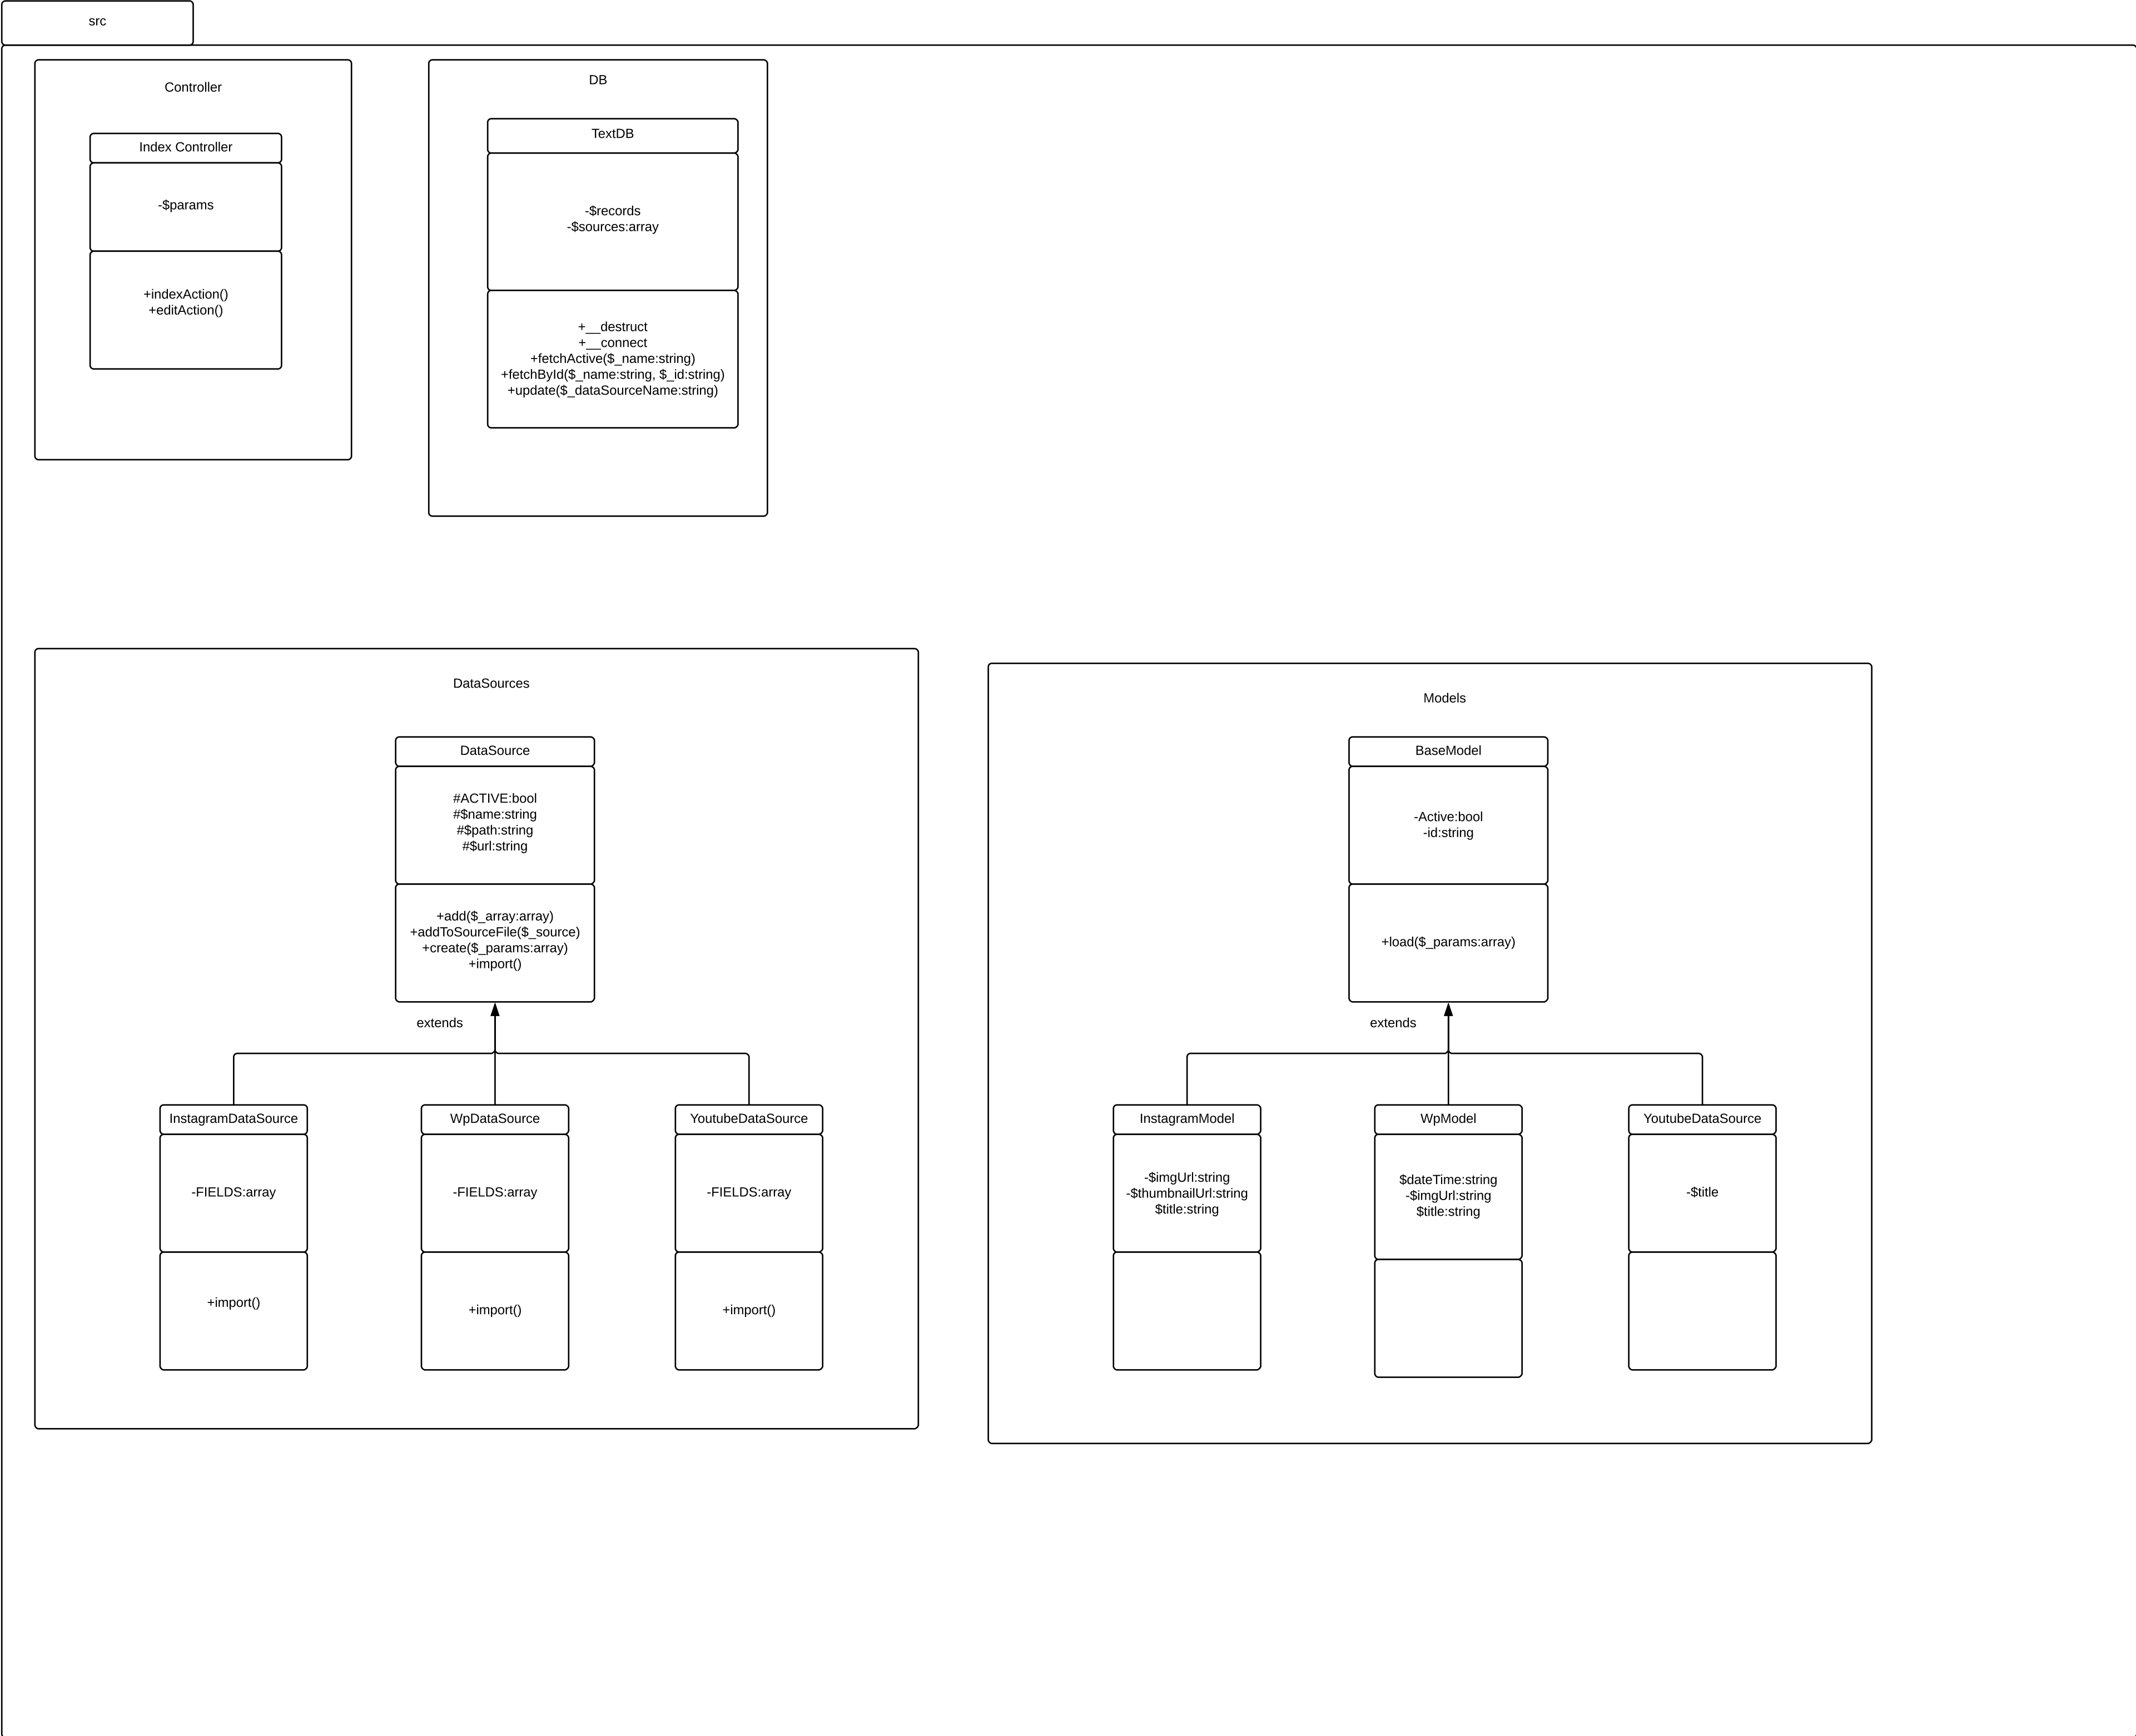 src
Controller
Index Controller
-$params
+indexAction()
+editAction()
DB
TextDB
-$records
-$sources:array
+__destruct
+__connect
+fetchActive($_name:string)
+fetchById($_name:string, $_id:string)
+update($_dataSourceName:string)
DataSources
DataSource
#ACTIVE:bool
#$name:string
#$path:string
#$url:string
+add($_array:array)
+addToSourceFile($_source)
+create($_params:array)
+import()
extends
InstagramDataSource
-FIELDS:array
+import()
WpDataSource
-FIELDS:array
+import()
YoutubeDataSource
-FIELDS:array
+import()
Models
BaseModel
-Active:bool
-id:string
+load($_params:array)
extends
InstagramModel
-$imgUrl:string
-$thumbnailUrl:string
$title:string
WpModel
$dateTime:string
-$imgUrl:string
$title:string
YoutubeDataSource
-$title